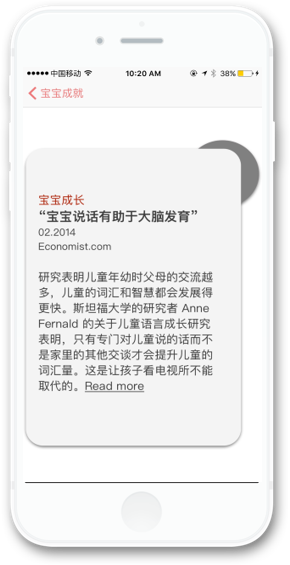 中国移动
10:20 AM
38%
宝宝成就
宝宝成长
“宝宝说话有助于大脑发育”
02.2014
Economist.com
研究表明儿童年幼时父母的交流越
多，儿童的词汇和智慧都会发展得
更快。斯坦福大学的研究者 Anne
Fernald 的关于儿童语言成长研究
表明，只有专门对儿童说的话而不
是家里的其他交谈才会提升儿童的
词汇量。这是让孩子看电视所不能
取代的。Read more